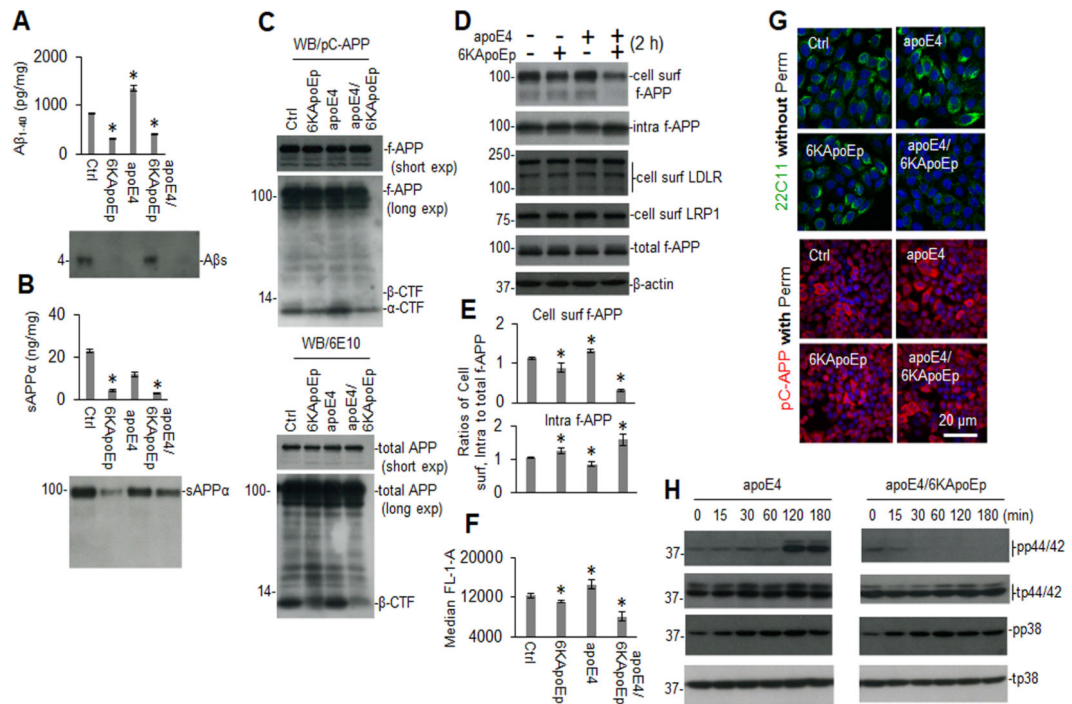 A
Aβ1-40 (pg/mg)
2000
1000
0
*
*
*
Ctrl
6KApoEp
apoE4
apoE4/
6KApoEp
4-
-Aβs
B
sAPPα (ng/mg)
40
20
0
*
*
Ctrl
6KApoEp
apoE4
apoE4/
6KApoEp
100-
-sAPPα
C
WB/pC-APP
Ctrl
6KApoEp
apoE4
apoE4/
6KApoEp
-f-APP
(short exp)
100-
-f-APP
(long exp)
14-
-β-CTF
-α-CTF
WB/6E10
Ctrl
6KApoEp
apoE4
apoE4/
6KApoEp
-total APP
(short exp)
100-
-total APP
(long exp)
14-
-β-CTF
D
apoE4 - - + +
6KApoEp - + - +
(2 h)
100-
-cell surf
f-APP
100-
-intra f-APP
250-
100-
-cell surf LDLR
75-
-cell surf LRP1
100-
-total f-APP
37-
-β-actin
E
Ratios of Cell
surf, Intra to total f-APP
Cell surf f-APP
2
1
0
*
*
*
Intra f-APP
2
1
0
*
*
*
F
Median FL-1-A
20000
12000
4000
*
*
*
Ctrl
6KApoEp
apoE4
apoE4/
6KApoEp
G
22C11 without Perm
Ctrl
apoE4
6KApoEp
apoE4/
6KApoEp
pC-APP with Perm
Ctrl
apoE4
6KApoEp
apoE4/
6KApoEp
20 μm
H
apoE4
apoE4/6KApoEp
0 15 30 60 120 180
0 15 30 60 120 180 (min)
37-
-pp44/42
37-
-tp44/42
37-
-pp38
37-
-tp38